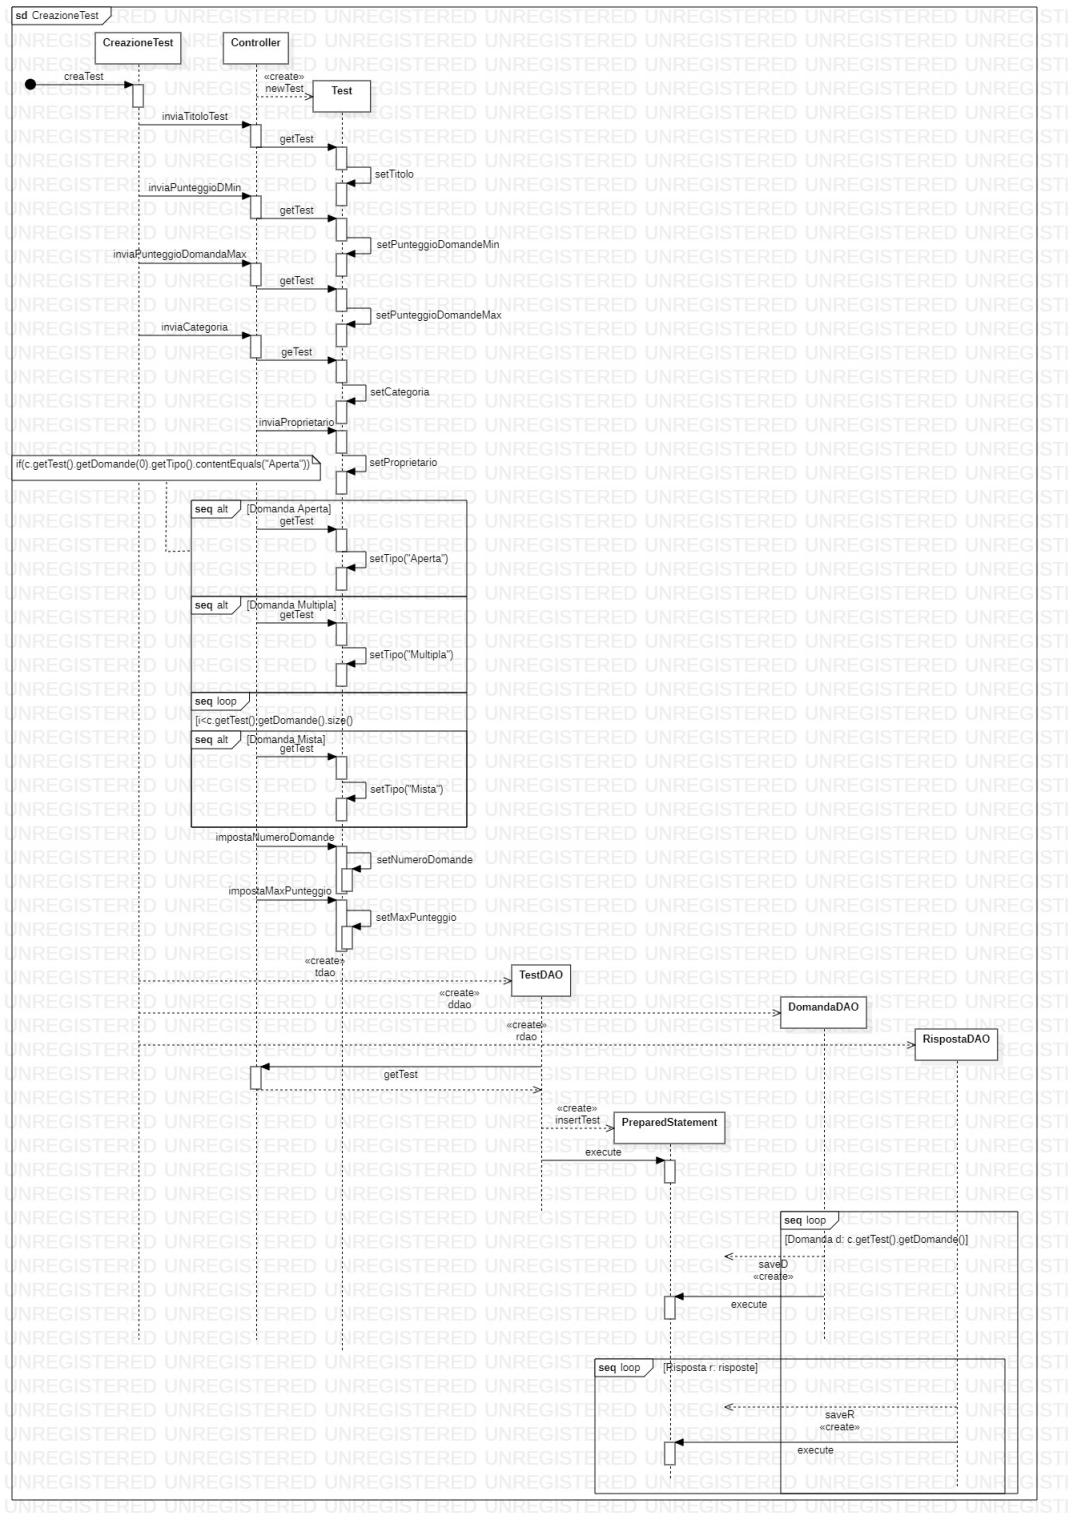 sd CreazioneTest
CreazioneTest
Controller
creaTest
«create»
newTest
Test
inviaTitoloTest
getTest
setTitolo
inviaPunteggioDMin
getTest
setPunteggioDomandeMin
inviaPunteggioDomandaMax
getTest
setPunteggioDomandeMax
inviaCategoria
geTest
setCategoria
inviaProprietario
if(c.getTest().getDomande(0).getTipo().contentEquals("Aperta"))
setProprietario
seq alt [Domanda Aperta]
getTest
setTipo("Aperta")
seq alt [Domanda Multipla]
getTest
setTipo("Multipla")
seq loop
[i<c.getTest().getDomande().size()
seq alt [Domanda Mista]
getTest
setTipo("Mista")
impostaNumeroDomande
setNumeroDomande
impostaMaxPunteggio
setMaxPunteggio
«create»
tdao
TestDAO
«create»
ddao
DomandaDAO
«create»
rdao
RispostaDAO
getTest
«create»
insertTest
PreparedStatement
execute
seq loop
[Domanda d: c.getTest().getDomande()]
saveD
«create»
execute
seq loop [Risposta r: risposte]
saveR
«create»
execute
UNREGISTERED